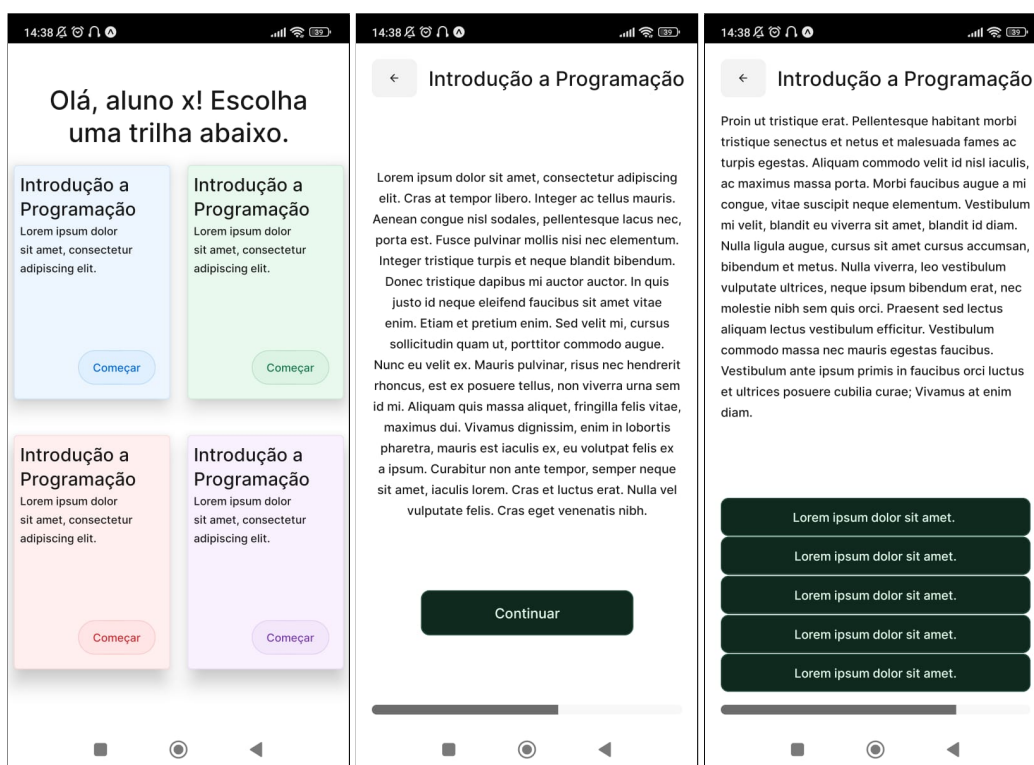 14:38
39
Olá, aluno x! Escolha
uma trilha abaixo.
Introdução a
Programação
Lorem ipsum dolor
sit amet, consectetur
adipiscing elit.
Começar
Introdução a
Programação
Lorem ipsum dolor
sit amet, consectetur
adipiscing elit.
Começar
Introdução a
Programação
Lorem ipsum dolor
sit amet, consectetur
adipiscing elit.
Começar
Introdução a
Programação
Lorem ipsum dolor
sit amet, consectetur
adipiscing elit.
Começar
14:38
39
Introdução a Programação
Lorem ipsum dolor sit amet, consectetur adipiscing
elit. Cras at tempor libero. Integer ac tellus mauris.
Aenean congue nisl sodales, pellentesque lacus nec,
porta est. Fusce pulvinar mollis nisi nec elementum.
Integer tristique turpis et neque blandit bibendum.
Donec tristique dapibus mi auctor auctor. In quis
justo id neque eleifend faucibus sit amet vitae
enim. Etiam et pretium enim. Sed velit mi, cursus
sollicitudin quam ut, porttitor commodo augue.
Nunc eu velit ex. Mauris pulvinar, risus nec hendrerit
rhoncus, est ex posuere tellus, non viverra urna sem
id mi. Aliquam quis massa aliquet, fringilla felis vitae,
maximus dui. Vivamus dignissim, enim in lobortis
pharetra, mauris est iaculis ex, eu volutpat felis ex
a ipsum. Curabitur non ante tempor, semper neque
sit amet, iaculis lorem. Cras et luctus erat. Nulla vel
vulputate felis. Cras eget venenatis nibh.
Continuar
14:38
39
Introdução a Programação
Proin ut tristique erat. Pellentesque habitant morbi
tristique senectus et netus et malesuada fames ac
turpis egestas. Aliquam commodo velit id nisl iaculis,
ac maximus massa porta. Morbi faucibus augue a mi
congue, vitae suscipit neque elementum. Vestibulum
mi velit, blandit eu viverra sit amet, blandit id diam.
Nulla ligula augue, cursus sit amet cursus accumsan,
bibendum et metus. Nulla viverra, leo vestibulum
vulputate ultrices, neque ipsum bibendum erat, nec
molestie nibh sem quis orci. Praesent sed lectus
aliquam lectus vestibulum efficitur. Vestibulum
commodo massa nec mauris egestas faucibus.
Vestibulum ante ipsum primis in faucibus orci luctus
et ultrices posuere cubilia curae; Vivamus at enim
diam.
Lorem ipsum dolor sit amet.
Lorem ipsum dolor sit amet.
Lorem ipsum dolor sit amet.
Lorem ipsum dolor sit amet.
Lorem ipsum dolor sit amet.